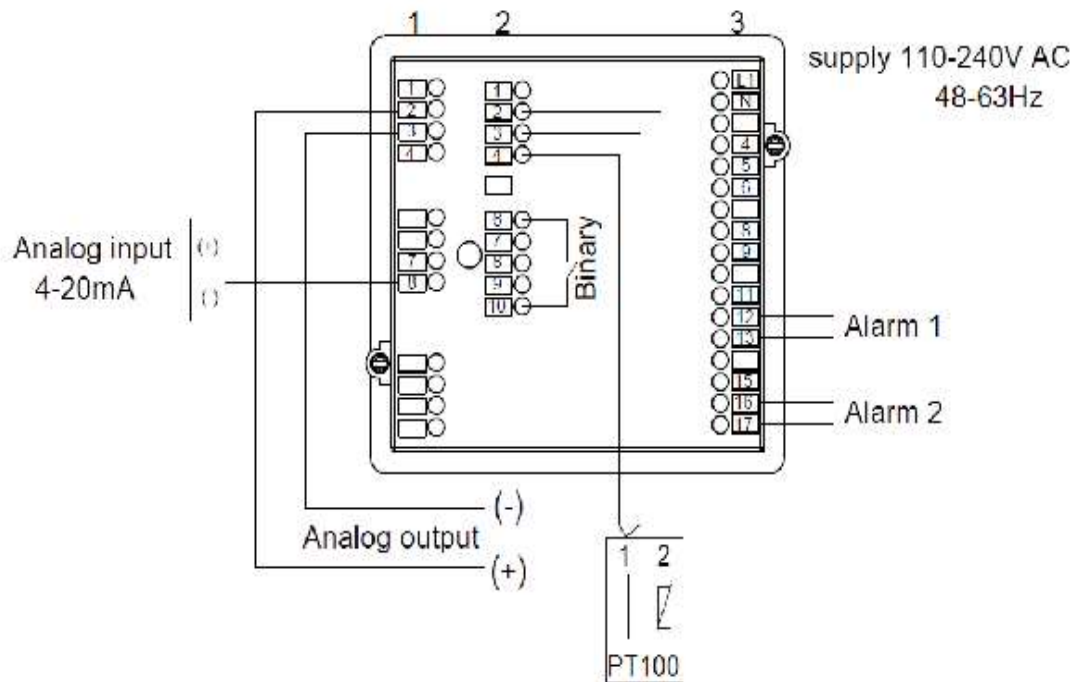 1 2 3
supply 110-240V AC
48-63Hz
1
2
3
4
7
8
1
2
3
4
6
7
8
9
10
Binary
L1
N
4
5
6
8
9
11
12
13
15
16
17
Analog input
4-20mA
(+)
(-)
Alarm 1
Alarm 2
(-)
Analog output
(+)
1 2
PT100